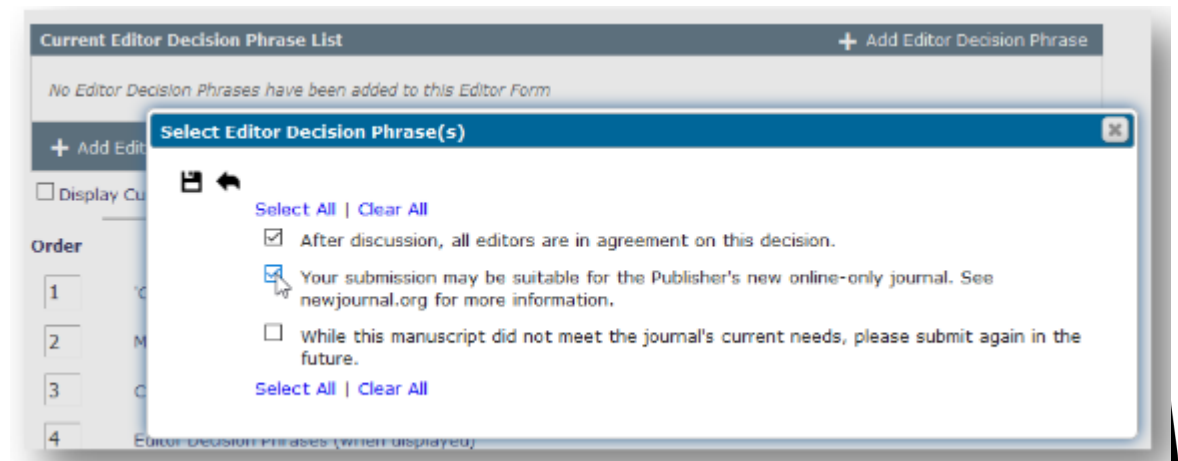 Current Editor Decision Phrase List
+ Add Editor Decision Phrase
No Editor Decision Phrases have been added to this Editor Form
+ Add Edit
Select Editor Decision Phrase(s)
Display Cu
Select All | Clear All
Order
After discussion, all editors are in agreement on this decision.
1
Your submission may be suitable for the Publisher's new online-only journal. See
newjournal.org for more information.
2
M
While this manuscript did not meet the journal's current needs, please submit again in the
future.
3
C
Select All | Clear All
4
Editor Decision Phrases (when displayed)